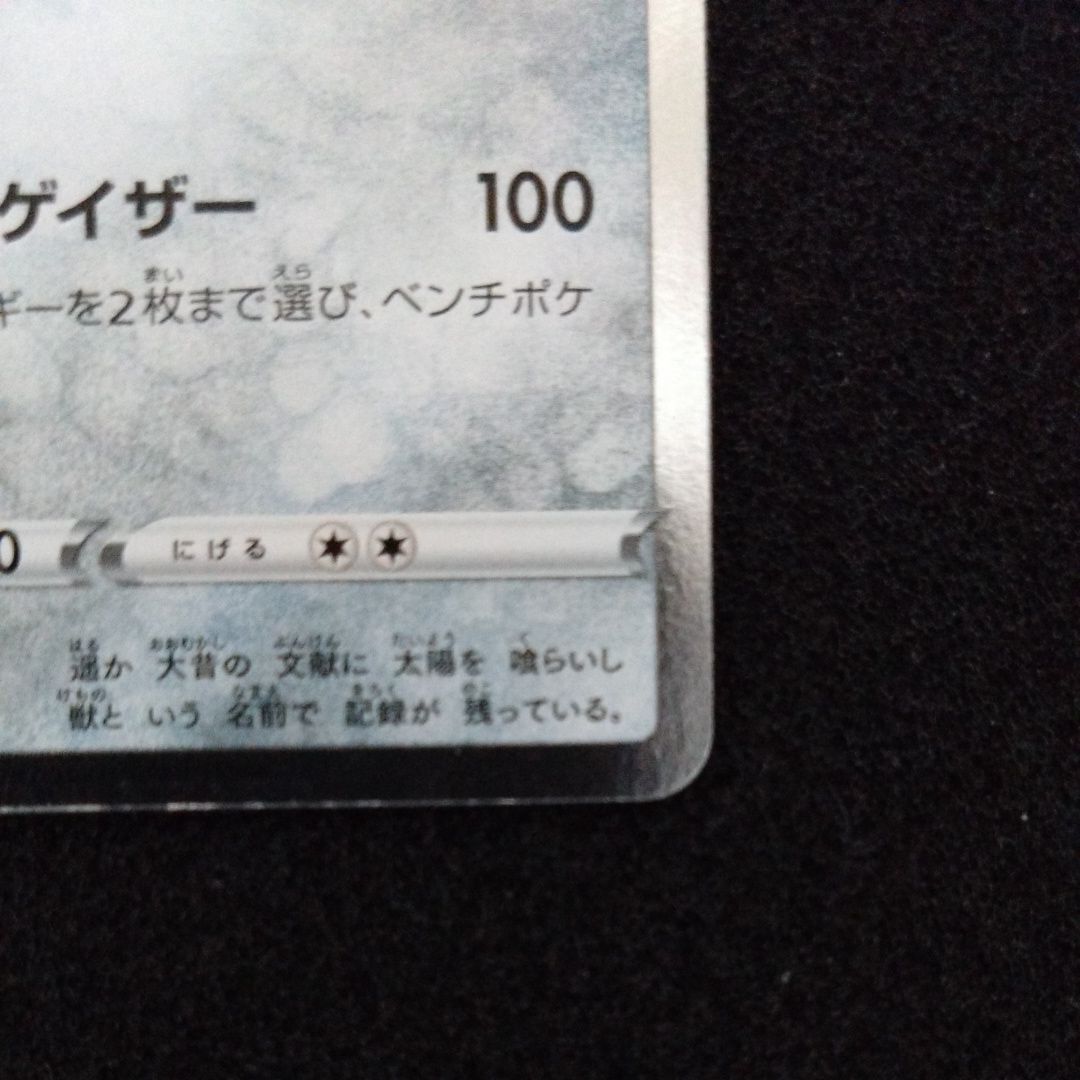 ゲイザー 100
ギーを2枚まで選び、ベンチポケ
0 にげる
遥か 大昔の 文献に 太陽を 喰らいし
獣と いう 名前で 記録が 残っている。